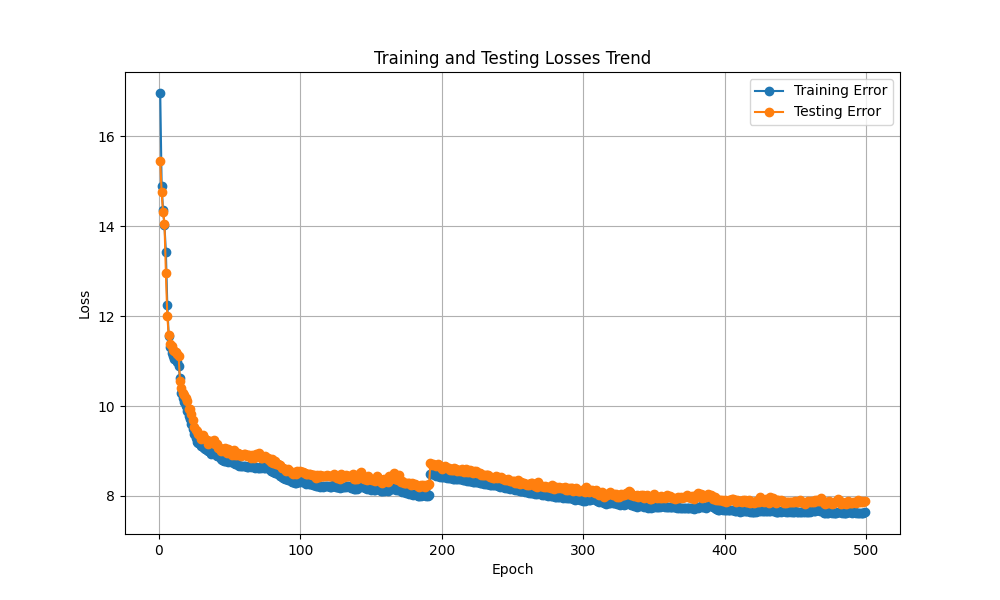 Training and Testing Losses Trend
Training Error
Testing Error
16
14
12
10
8
Loss
0
100
200
300
400
500
Epoch